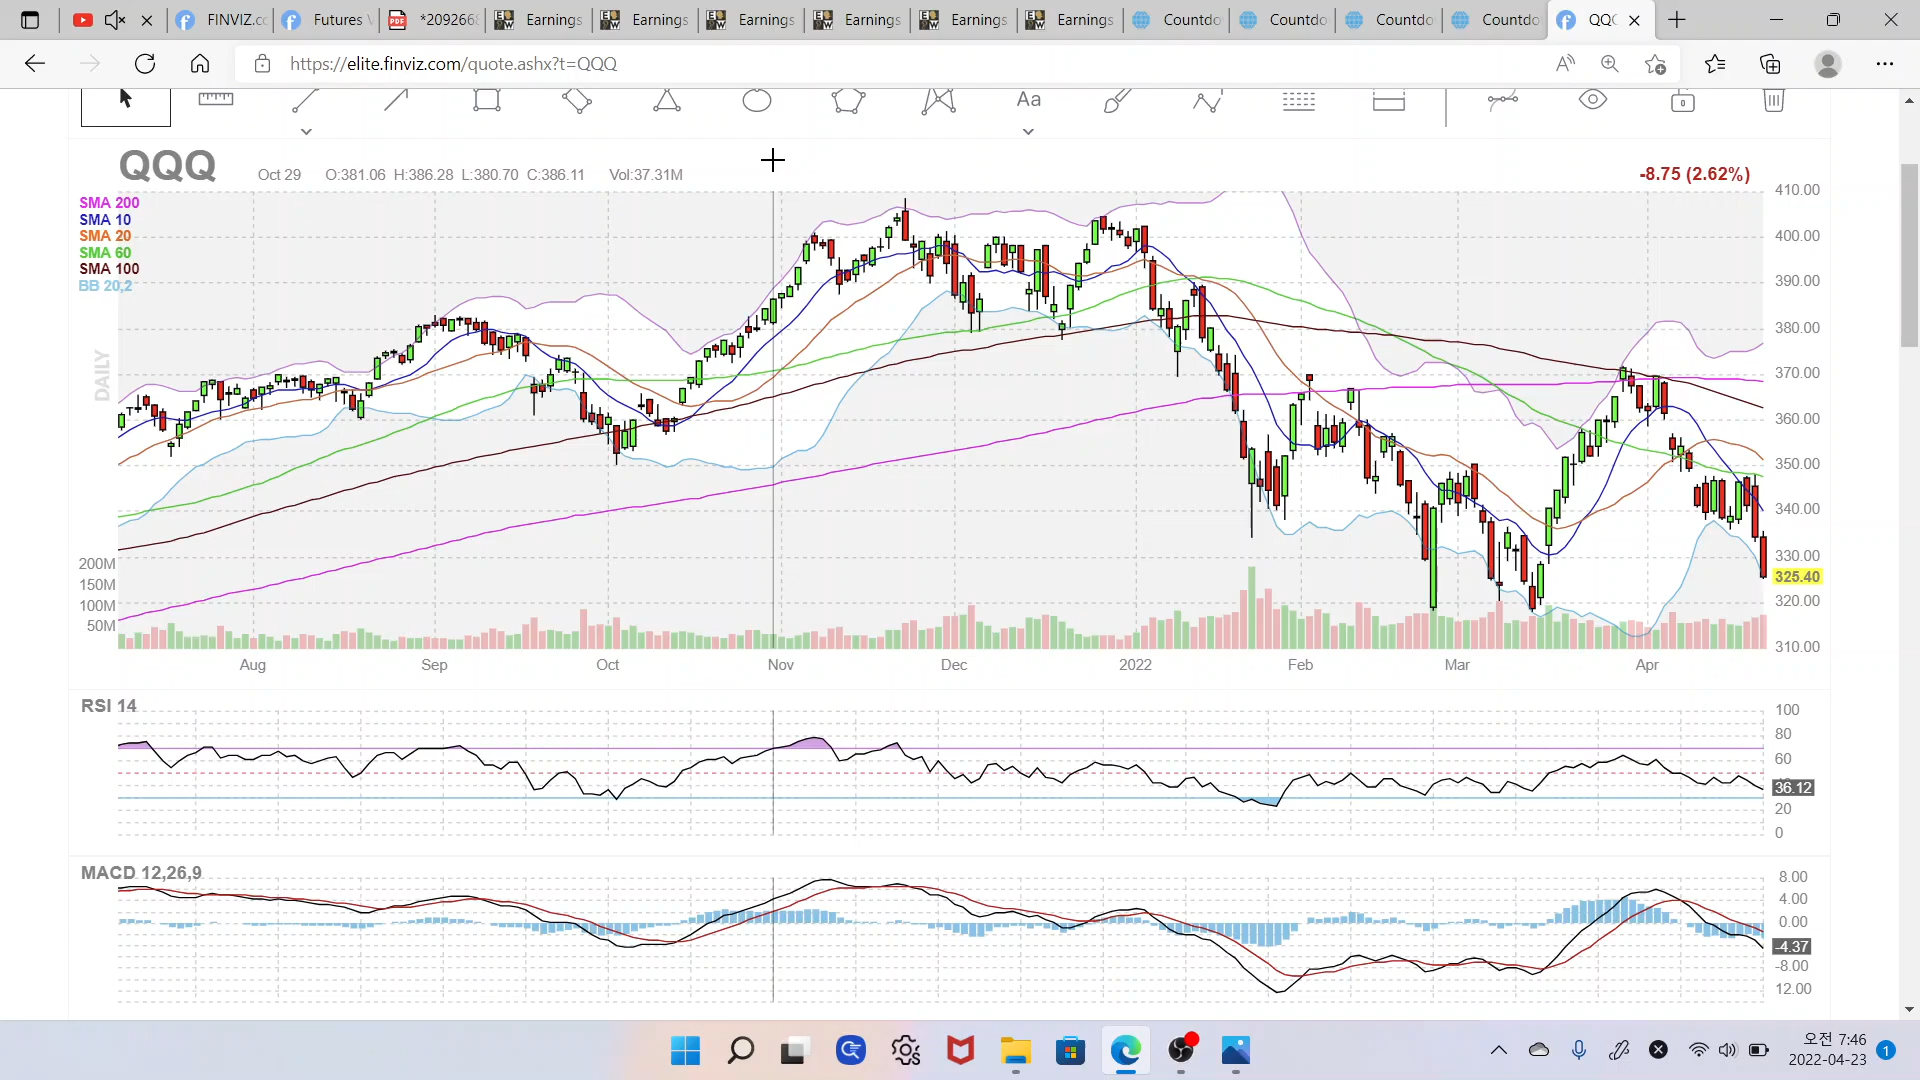 FINVIZ.c
Futures
*209266
Earnings
Earnings
Earnings
Earnings
Earnings
Earnings
Countdo
Countdo
Countdo
Countdo
QQ
https://elite.finviz.com/quote.ashx?t=QQQ
Aa
QQQ Oct 29 O:381.06 H:386.28 L:380.70 C:386.11 Vol:37.31M -8.75 (2.62%)
SMA 200
SMA 10
SMA 20
SMA 60
SMA 100
BB 20,2
DAILY
410.00
400.00
390.00
380.00
370.00
360.00
350.00
340.00
330.00
325.40
320.00
310.00
200M
150M
100M
50M
Aug Sep Oct Nov Dec 2022 Feb Mar Apr
RSI 14
100
80
60
36.12
20
0
MACD 12,26,9
8.00
4.00
0.00
-4.37
-8.00
12.00
오전 7:46
2022-04-23
1